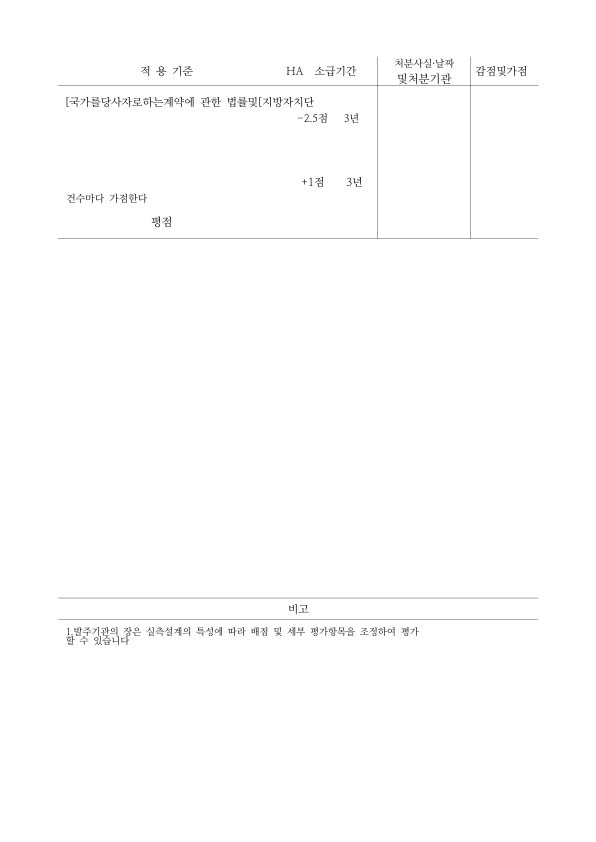 적 용 기준 HA 소급기간 처분사실·날짜 및처분기관 감점및가점
[국가를당사자로하는계약에 관한 법률및[지방자치단
-2.5점 3년
+1점 3년
건수마다 가점한다
평점
비고
1.발주기관의 장은 실측설계의 특성에 따라 배점 및 세부 평가항목을 조정하여 평가
할 수 있습니다